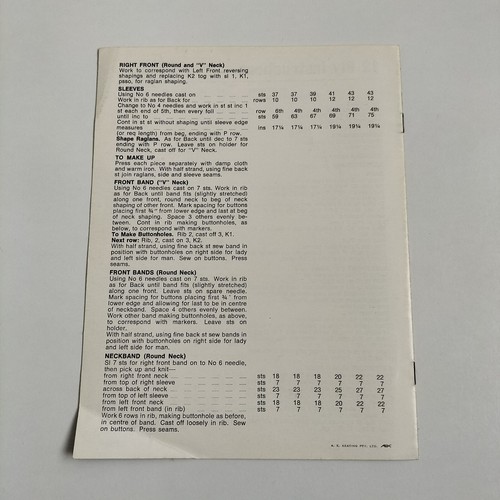 RIGHT FRONT (Round and "V" Neck)
Work to correspond with Left Front reversing
shapings and replacing K2 tog with sl 1, K1,
psso, for raglan shaping.
SLEEVES
Using No 6 needles cast on sts 37 37 39 41 43 43
Work in rib as for Back for rows 10 10 10 12 12 12
Change to No 4 needles and work in st st inc 1
st each end of 5th, then every foll row 6th 4th 4th 4th 4th 4th
until inc to sts 59 63 67 69 71 75
Cont in st st without shaping until sleeve edge
measures ins 17¼ 17¼ 17¼ 19¼ 19¼ 19¼
(or length req) from beg, ending with P row.
Shape Raglans. As for Back until dec to 7 sts
ending with P row. Leave sts on holder for
Round Neck, cast off for "V" Neck.
TO MAKE UP
Press each piece separately with damp cloth
and warm iron. With half strand, using fine back
st join raglans, side and sleeve seams.
FRONT BAND ("V" Neck)
Using No 6 needles cast on 7 sts. Work in rib
as for Back until band fits (slightly stretched)
along one front, round neck to beg of neck
shaping of other front. Mark spacing for buttons
placing first ¾" from lower edge and last at beg
of neck shaping. Space 3 others evenly be-
tween. Cont in rib making buttonholes, as
below, to correspond with markers.
To Make Buttonholes. Rib 2, cast off 3, K1.
Next row: Rib 2, cast on 3, K2.
With half strand, using fine back st sew band in
position with buttonholes on right side for lady
and left side for man. Sew on buttons. Press
seams.
FRONT BANDS (Round Neck)
Using No 6 needles cast on 7 sts. Work in rib
as for Back until band fits (slightly stretched)
along one front. Leave sts on spare needle.
Mark spacing for buttons placing first ¾" from
lower edge and allowing for last to be in centre
of neckband. Space 4 others evenly between.
Work other band making buttonholes, as above,
to correspond with markers. Leave sts on
holder.
With half strand, using fine back st sew bands in
position with buttonholes on right side for lady
and left side for man.
NECKBAND (Round Neck)
Sl 7 sts for right front band on to No 6 needle,
then pick up and knit—
from right front neck sts 18 18 18 20 22 22
from top of right sleeve sts 7 7 7 7 7 7
across back of neck sts 23 23 23 25 27 27
from top of left sleeve sts 7 7 7 7 7 7
from left front neck sts 18 18 18 20 22 22
from left front band (in rib) sts 7 7 7 7 7 7
Work 6 rows in rib, making buttonhole as before,
in centre of band. Cast off loosely in rib. Sew
on buttons. Press seams.